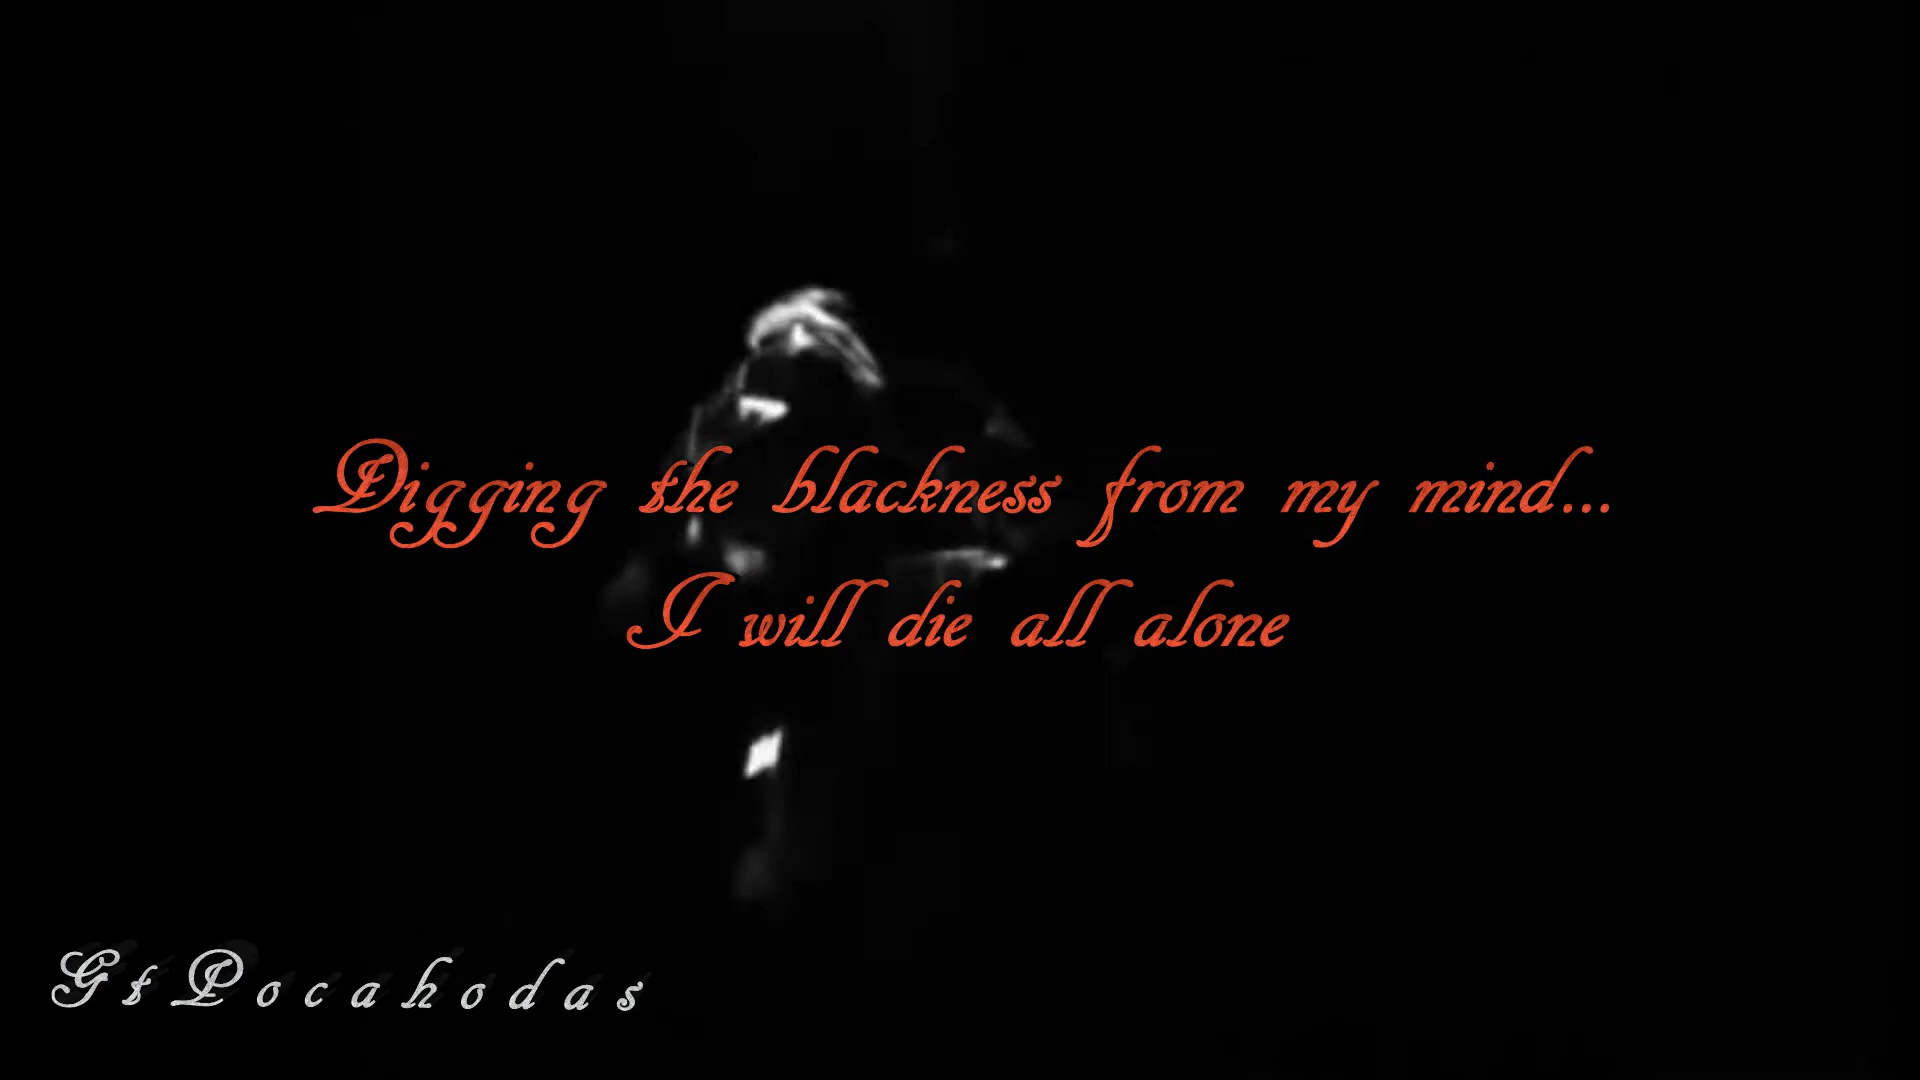 Digging the blackness from my mind...
I will die all alone
GtPocahodas